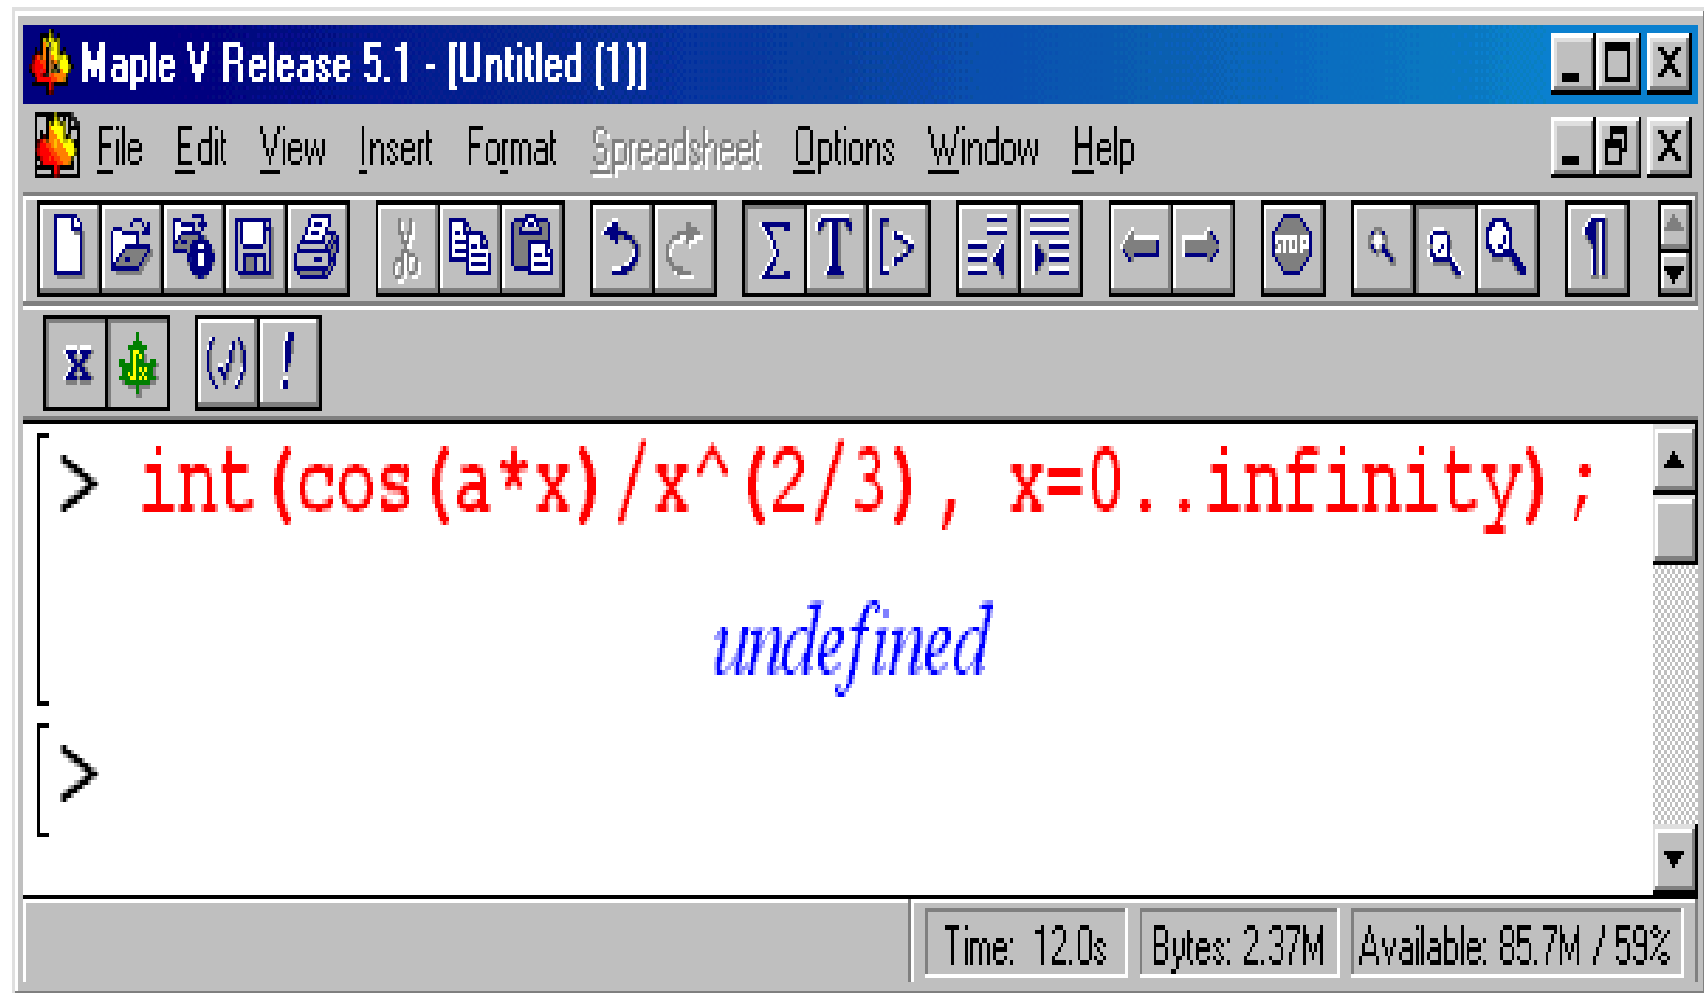 Maple V Release 5.1 - [Untitled (1)]
File Edit View Insert Format Spreadsheet Options Window Help
Σ T [> STOP ¶
x (√) !
> int(cos(a*x)/x^(2/3), x=0..infinity);
undefined
>
Time: 12.0s Bytes: 2.37M Available: 85.7M / 59%